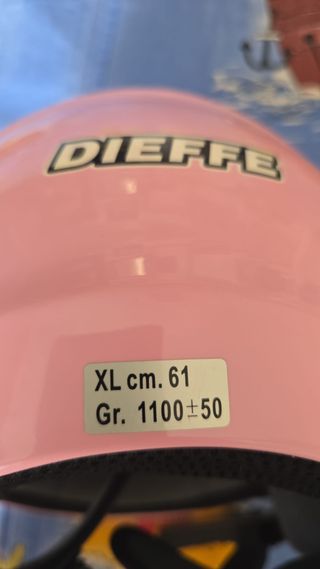 DIEFFE
XL cm. 61
Gr. 1100±50